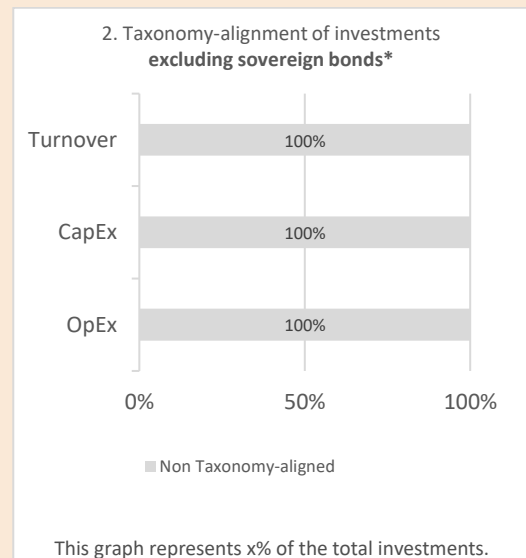 2. Taxonomy-alignment of investments
excluding sovereign bonds*
Turnover
100%
CapEx
100%
OpEx
100%
0%
50%
100%
Non Taxonomy-aligned
This graph represents x% of the total investments.